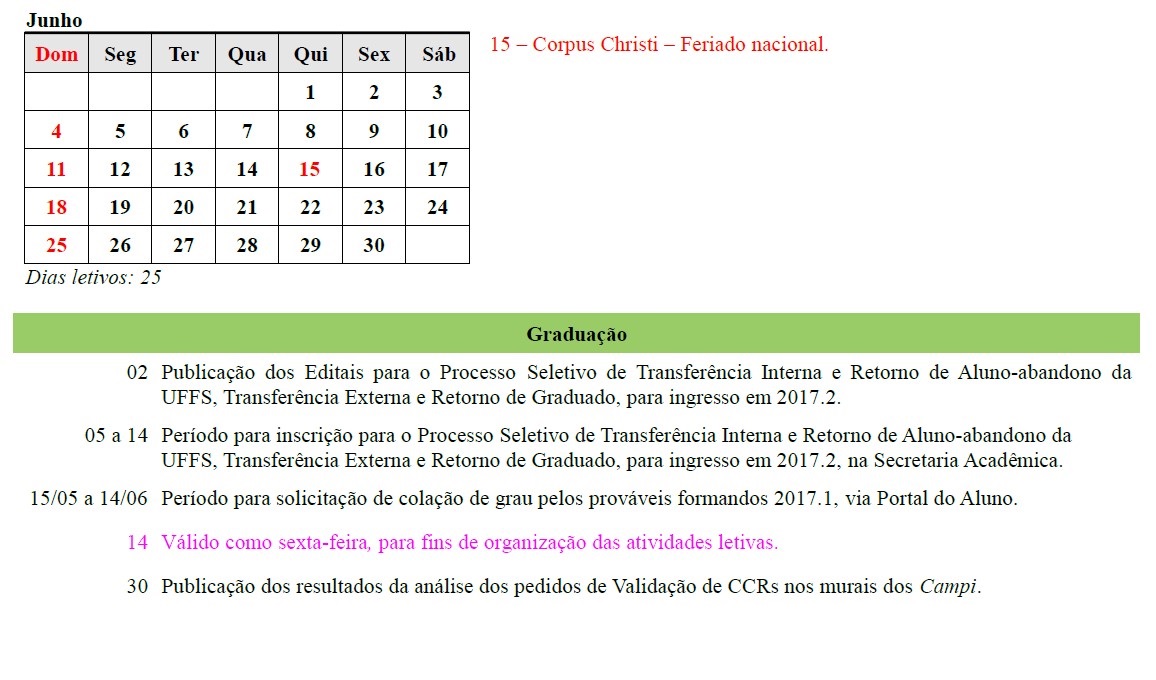 Junho
Dom Seg Ter Qua Qui Sex Sáb
1 2 3
4 5 6 7 8 9 10
11 12 13 14 15 16 17
18 19 20 21 22 23 24
25 26 27 28 29 30
Dias letivos: 25
15 – Corpus Christi – Feriado nacional.
Graduação
02 Publicação dos Editais para o Processo Seletivo de Transferência Interna e Retorno de Aluno-abandono da
UFFS, Transferência Externa e Retorno de Graduado, para ingresso em 2017.2.
05 a 14 Período para inscrição para o Processo Seletivo de Transferência Interna e Retorno de Aluno-abandono da
UFFS, Transferência Externa e Retorno de Graduado, para ingresso em 2017.2, na Secretaria Acadêmica.
15/05 a 14/06 Período para solicitação de colação de grau pelos prováveis formandos 2017.1, via Portal do Aluno.
14 Válido como sexta-feira, para fins de organização das atividades letivas.
30 Publicação dos resultados da análise dos pedidos de Validação de CCRs nos murais dos Campi.